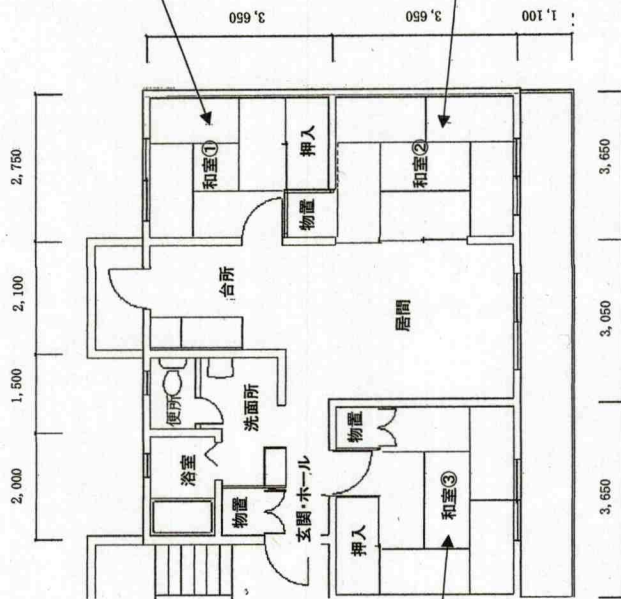 3,650
3,650
1,100
2,750
2,100
1,500
2,000
3,650
3,050
3,650
和室①
押入
和室②
物置
台所
居間
便所
洗面所
浴室
物置
玄関・ホール
物置
押入
和室③